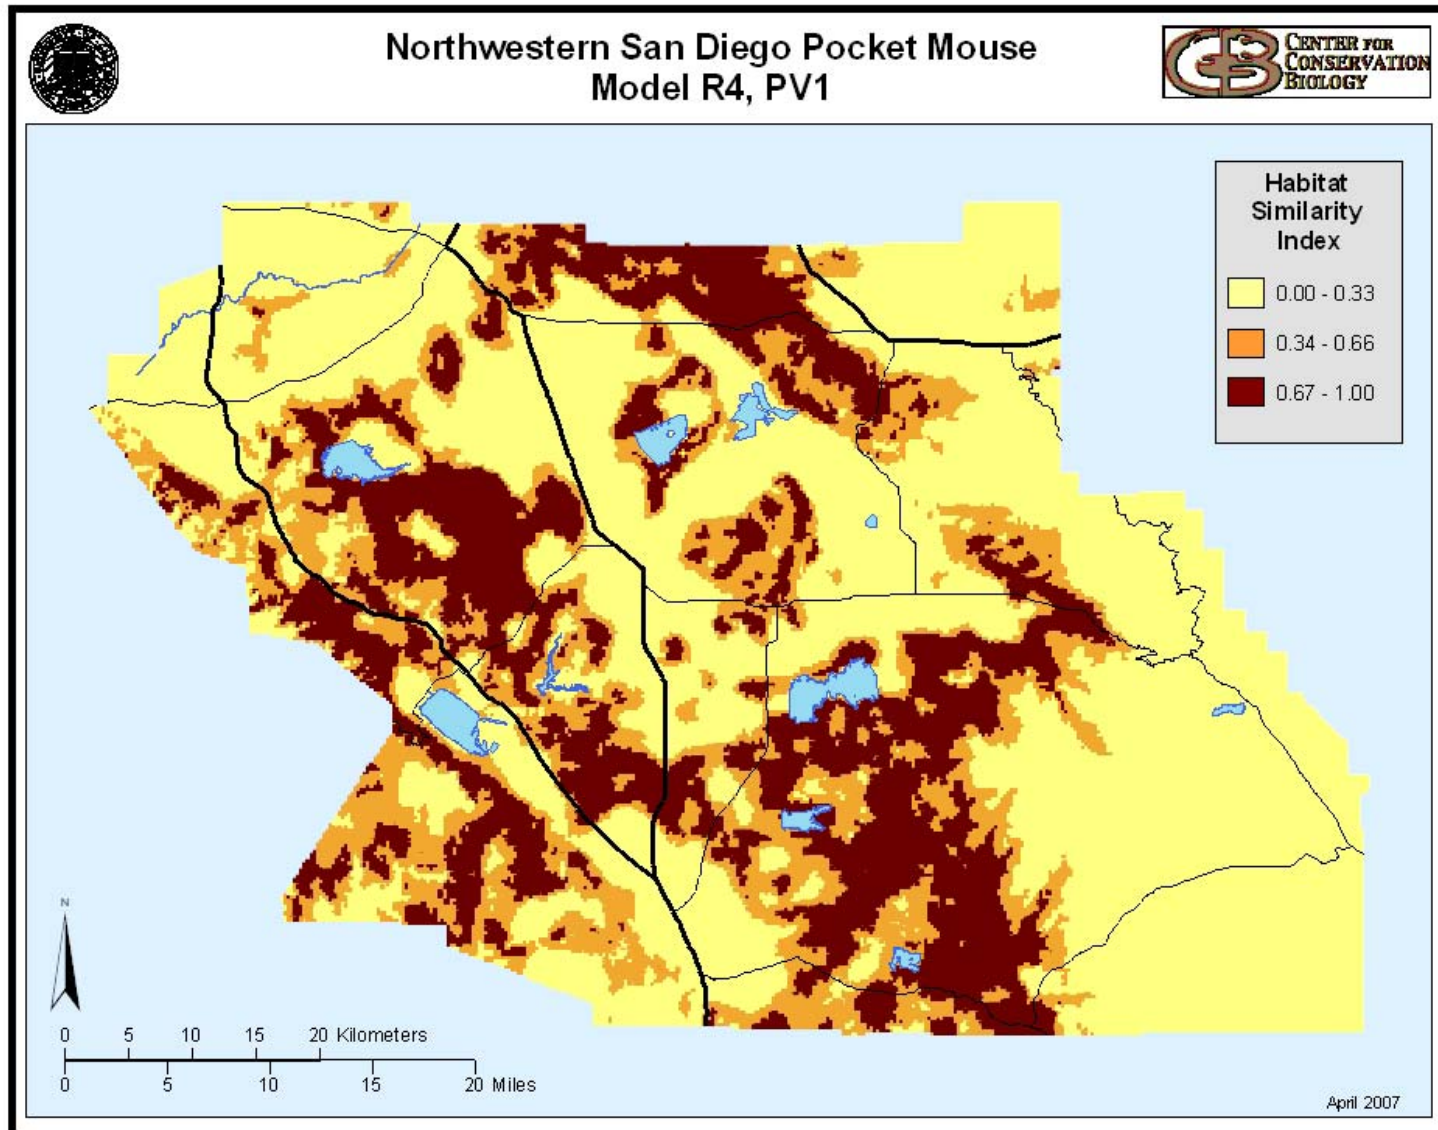 Northwestern San Diego Pocket Mouse
Model R4, PV1
CENTER FOR
CONSERVATION
BIOLOGY
Habitat
Similarity
Index
0.00 - 0.33
0.34 - 0.66
0.67 - 1.00
N
0 5 10 15 20 Kilometers
0 5 10 15 20 Miles
April 2007